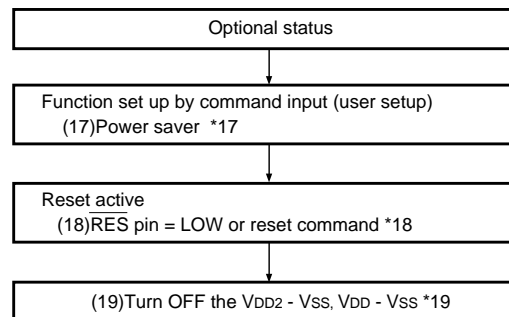 Optional status
Function set up by command input (user setup)
(17)Power saver *17
Reset active
(18)R̅E̅S̅ pin = LOW or reset command *18
(19)Turn OFF the VDD2 - VSS, VDD - VSS *19